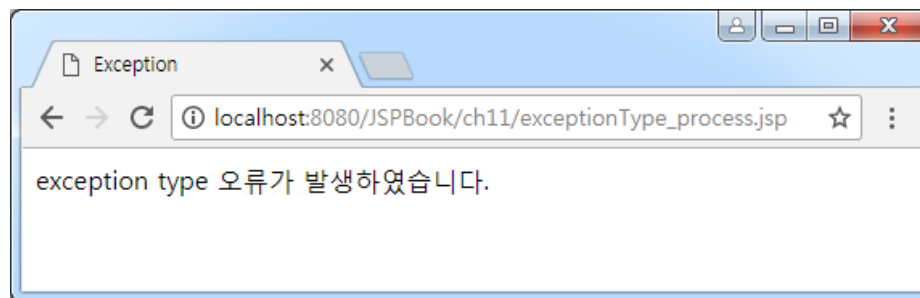 Exception
localhost:8080/JSPBook/ch11/exceptionType_process.jsp
exception type 오류가 발생하였습니다.